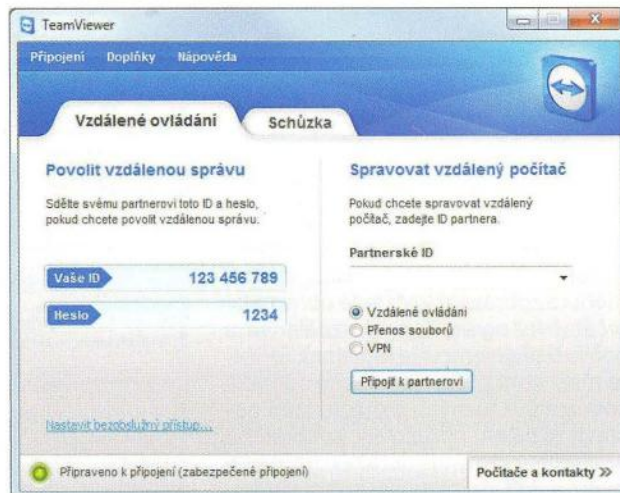 TeamViewer
Připojení Doplňky Nápověda
Vzdálené ovládání
Schůzka
Povolit vzdálenou správu
Sdělte svému partnerovi toto ID a heslo,
pokud chcete povolit vzdálenou správu.
Vaše ID 123 456 789
Heslo 1234
Nastavit bezobslužný přístup...
Spravovat vzdálený počítač
Pokud chcete spravovat vzdálený
počítač, zadejte ID partnera.
Partnerské ID
Vzdálené ovládání
Přenos souborů
VPN
Připojit k partnerovi
Připraveno k připojení (zabezpečené připojení)
Počítače a kontakty >>